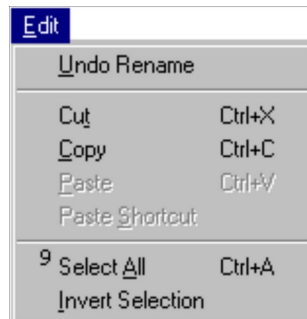 Edit
Undo Rename
Cut Ctrl+X
Copy Ctrl+C
Paste Ctrl+V
Paste Shortcut
9 Select All Ctrl+A
Invert Selection